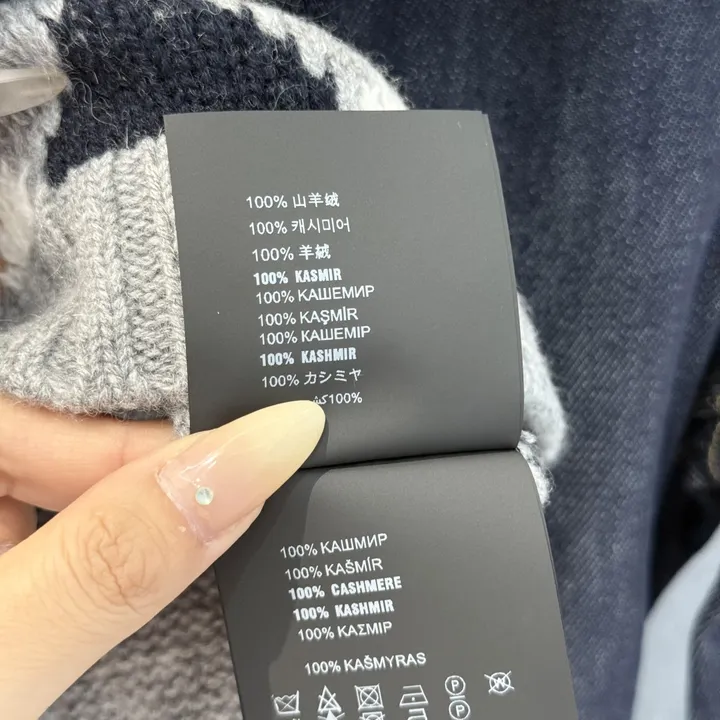 100% 山羊绒
100% 캐시미어
100% 羊絨
100% KASMIR
100% КАШЕМИР
100% KAŞMİR
100% КАШЕМІР
100% KASHMIR
100% カシミヤ
100%
100% КАШМИР
100% KAŠMÍR
100% CASHMERE
100% KASHMIR
100% ΚΑΣΜΙΡ
100% KAŠMYRAS
P
W
P